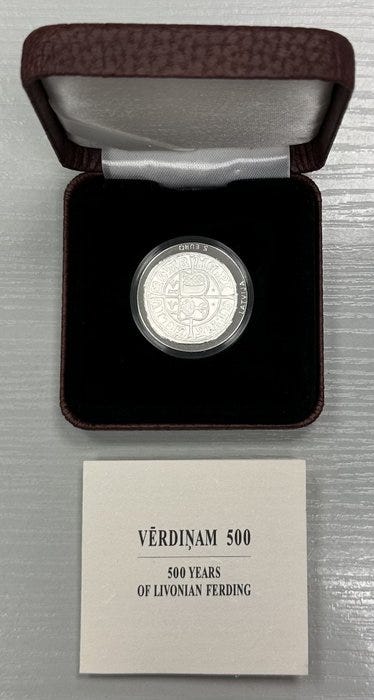 5 EURO
LATVIJA
VĒRDIŅAM 500
500 YEARS
OF LIVONIAN FERDING